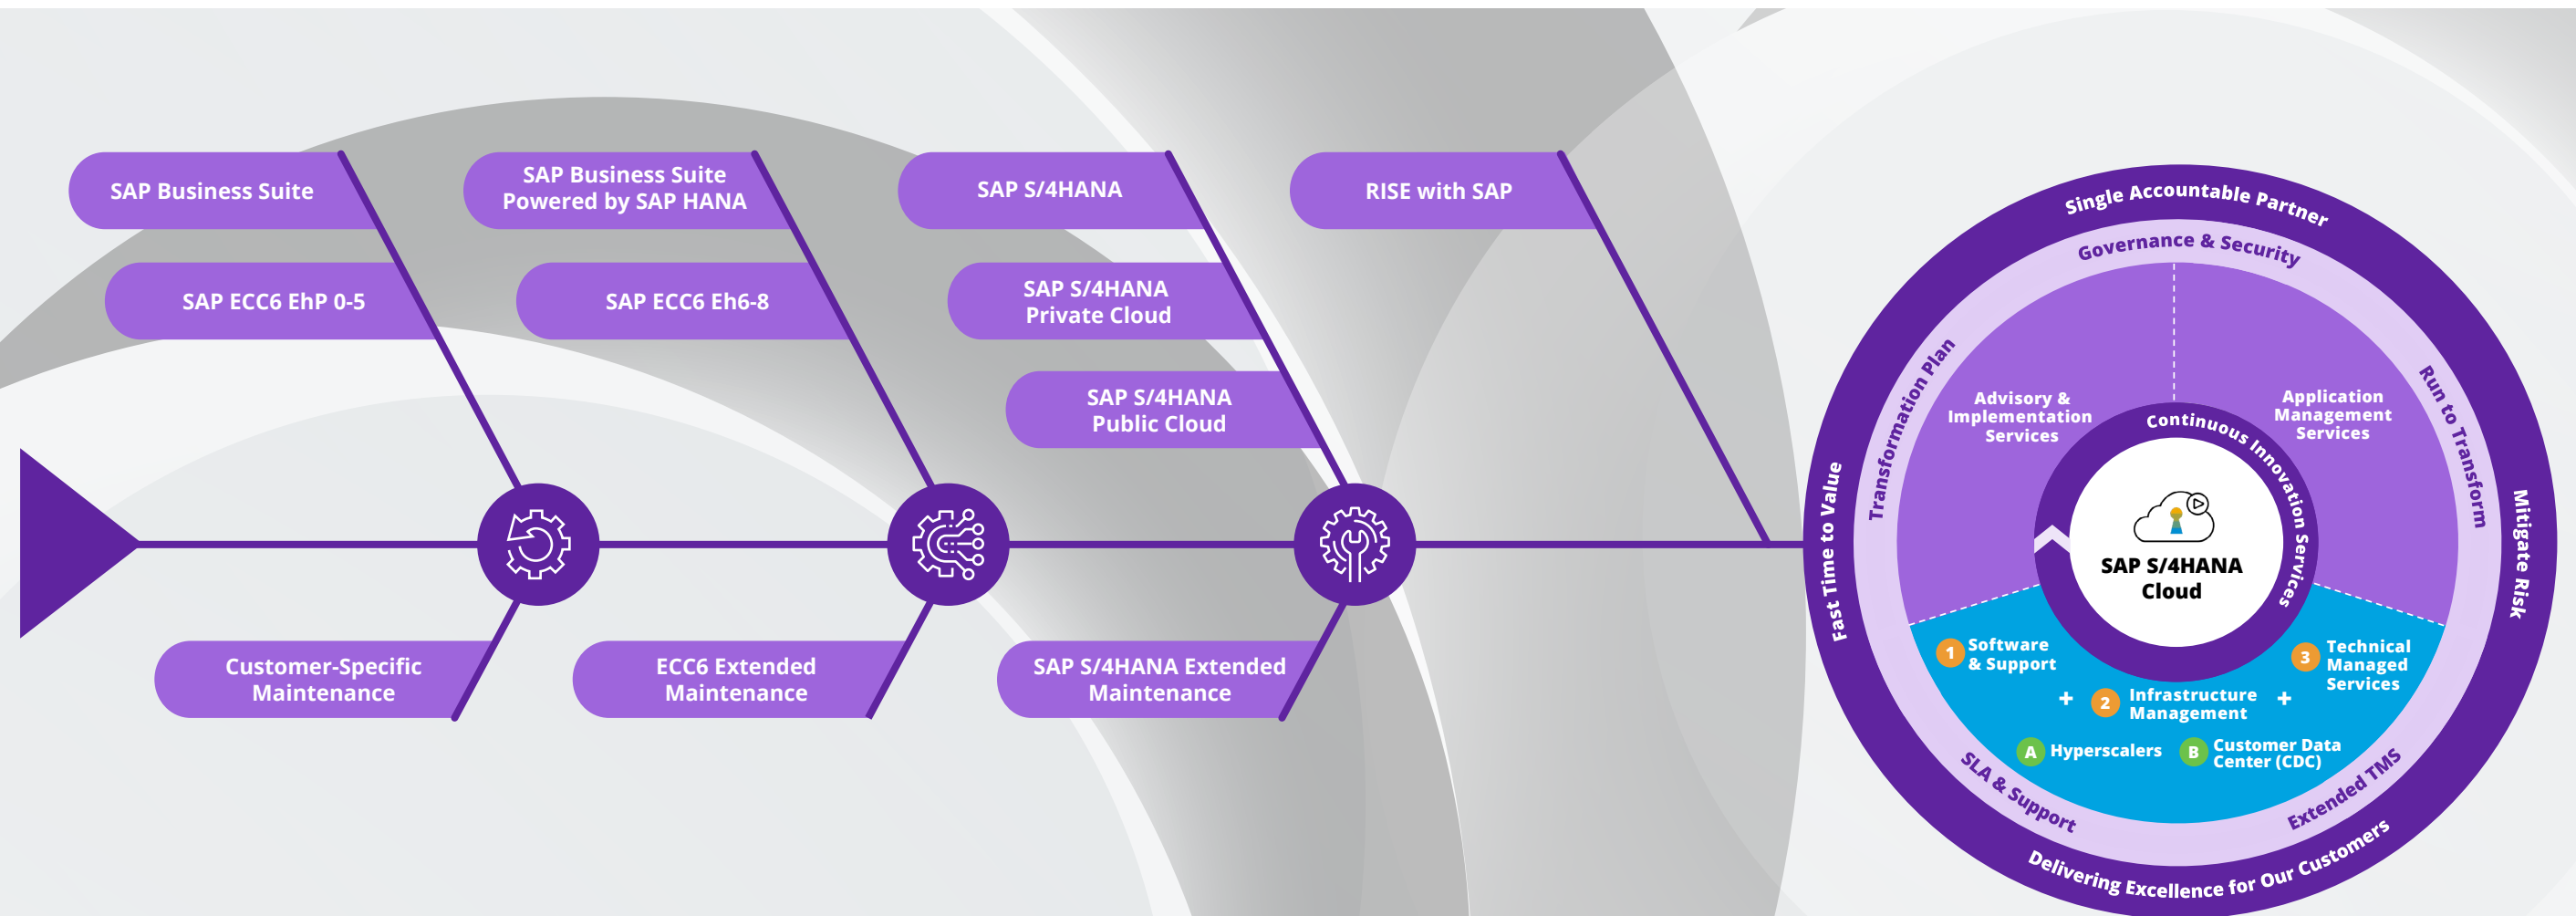 SAP Business Suite
SAP ECC6 EhP 0-5
Customer-Specific
Maintenance
SAP Business Suite
Powered by SAP HANA
SAP ECC6 Eh6-8
ECC6 Extended
Maintenance
SAP S/4HANA
SAP S/4HANA
Private Cloud
SAP S/4HANA
Public Cloud
SAP S/4HANA Extended
Maintenance
RISE with SAP
Single Accountable Partner
Fast Time to Value
Mitigate Risk
Delivering Excellence for Our Customers
Governance & Security
Transformation Plan
Run to Transform
SLA & Support
Extended TMS
Advisory &
Implementation
Services
Application
Management
Services
Continuous Innovation Services
SAP S/4HANA
Cloud
1 Software
& Support
+
2 Infrastructure
Management
+
3 Technical
Managed
Services
A Hyperscalers
B Customer Data
Center (CDC)